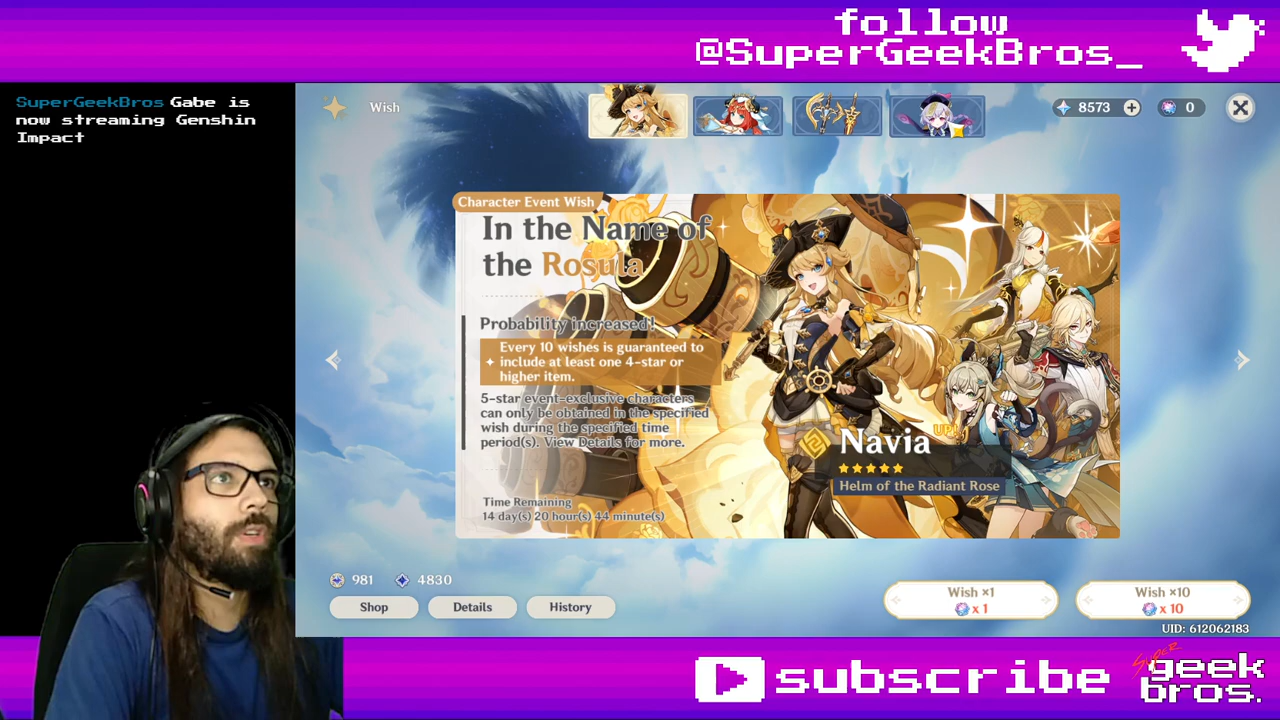 follow
@SuperGeekBros_
SuperGeekBros Gabe is
now streaming Genshin
Impact
Wish
8573
0
Character Event Wish
In the Name of
the Rosula
Probability increased!
Every 10 wishes is guaranteed to
include at least one 4-star or
higher item.
5-star event-exclusive characters
can only be obtained in the specified
wish during the specified time
period(s). View Details for more.
Time Remaining
14 day(s) 20 hour(s) 44 minute(s)
UP!
Navia
Helm of the Radiant Rose
981
4830
Shop
Details
History
Wish ×1
x 1
Wish ×10
x 10
UID: 612062183
subscribe
Super
geek
bros.